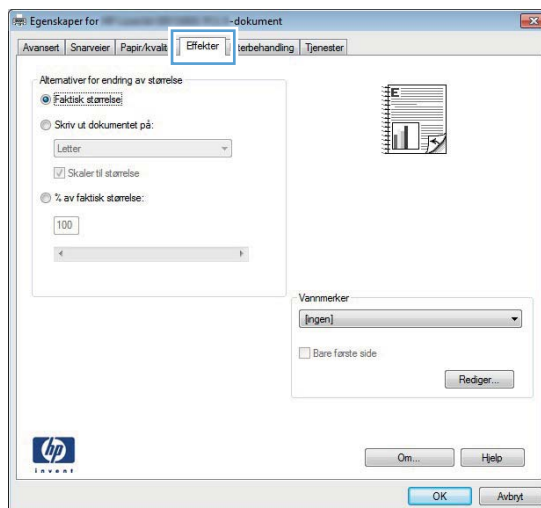 Egenskaper for -dokument
Avansert Snarveier Papir/kvalit Effekter terbehandling Tjenester
Alternativer for endring av størrelse
Faktisk størrelse
Skriv ut dokumentet på:
Letter
Skaler til størrelse
% av faktisk størrelse:
100
E
Vannmerker
[ingen]
Bare første side
Rediger...
hp
invent
Om... Hjelp
OK Avbryt